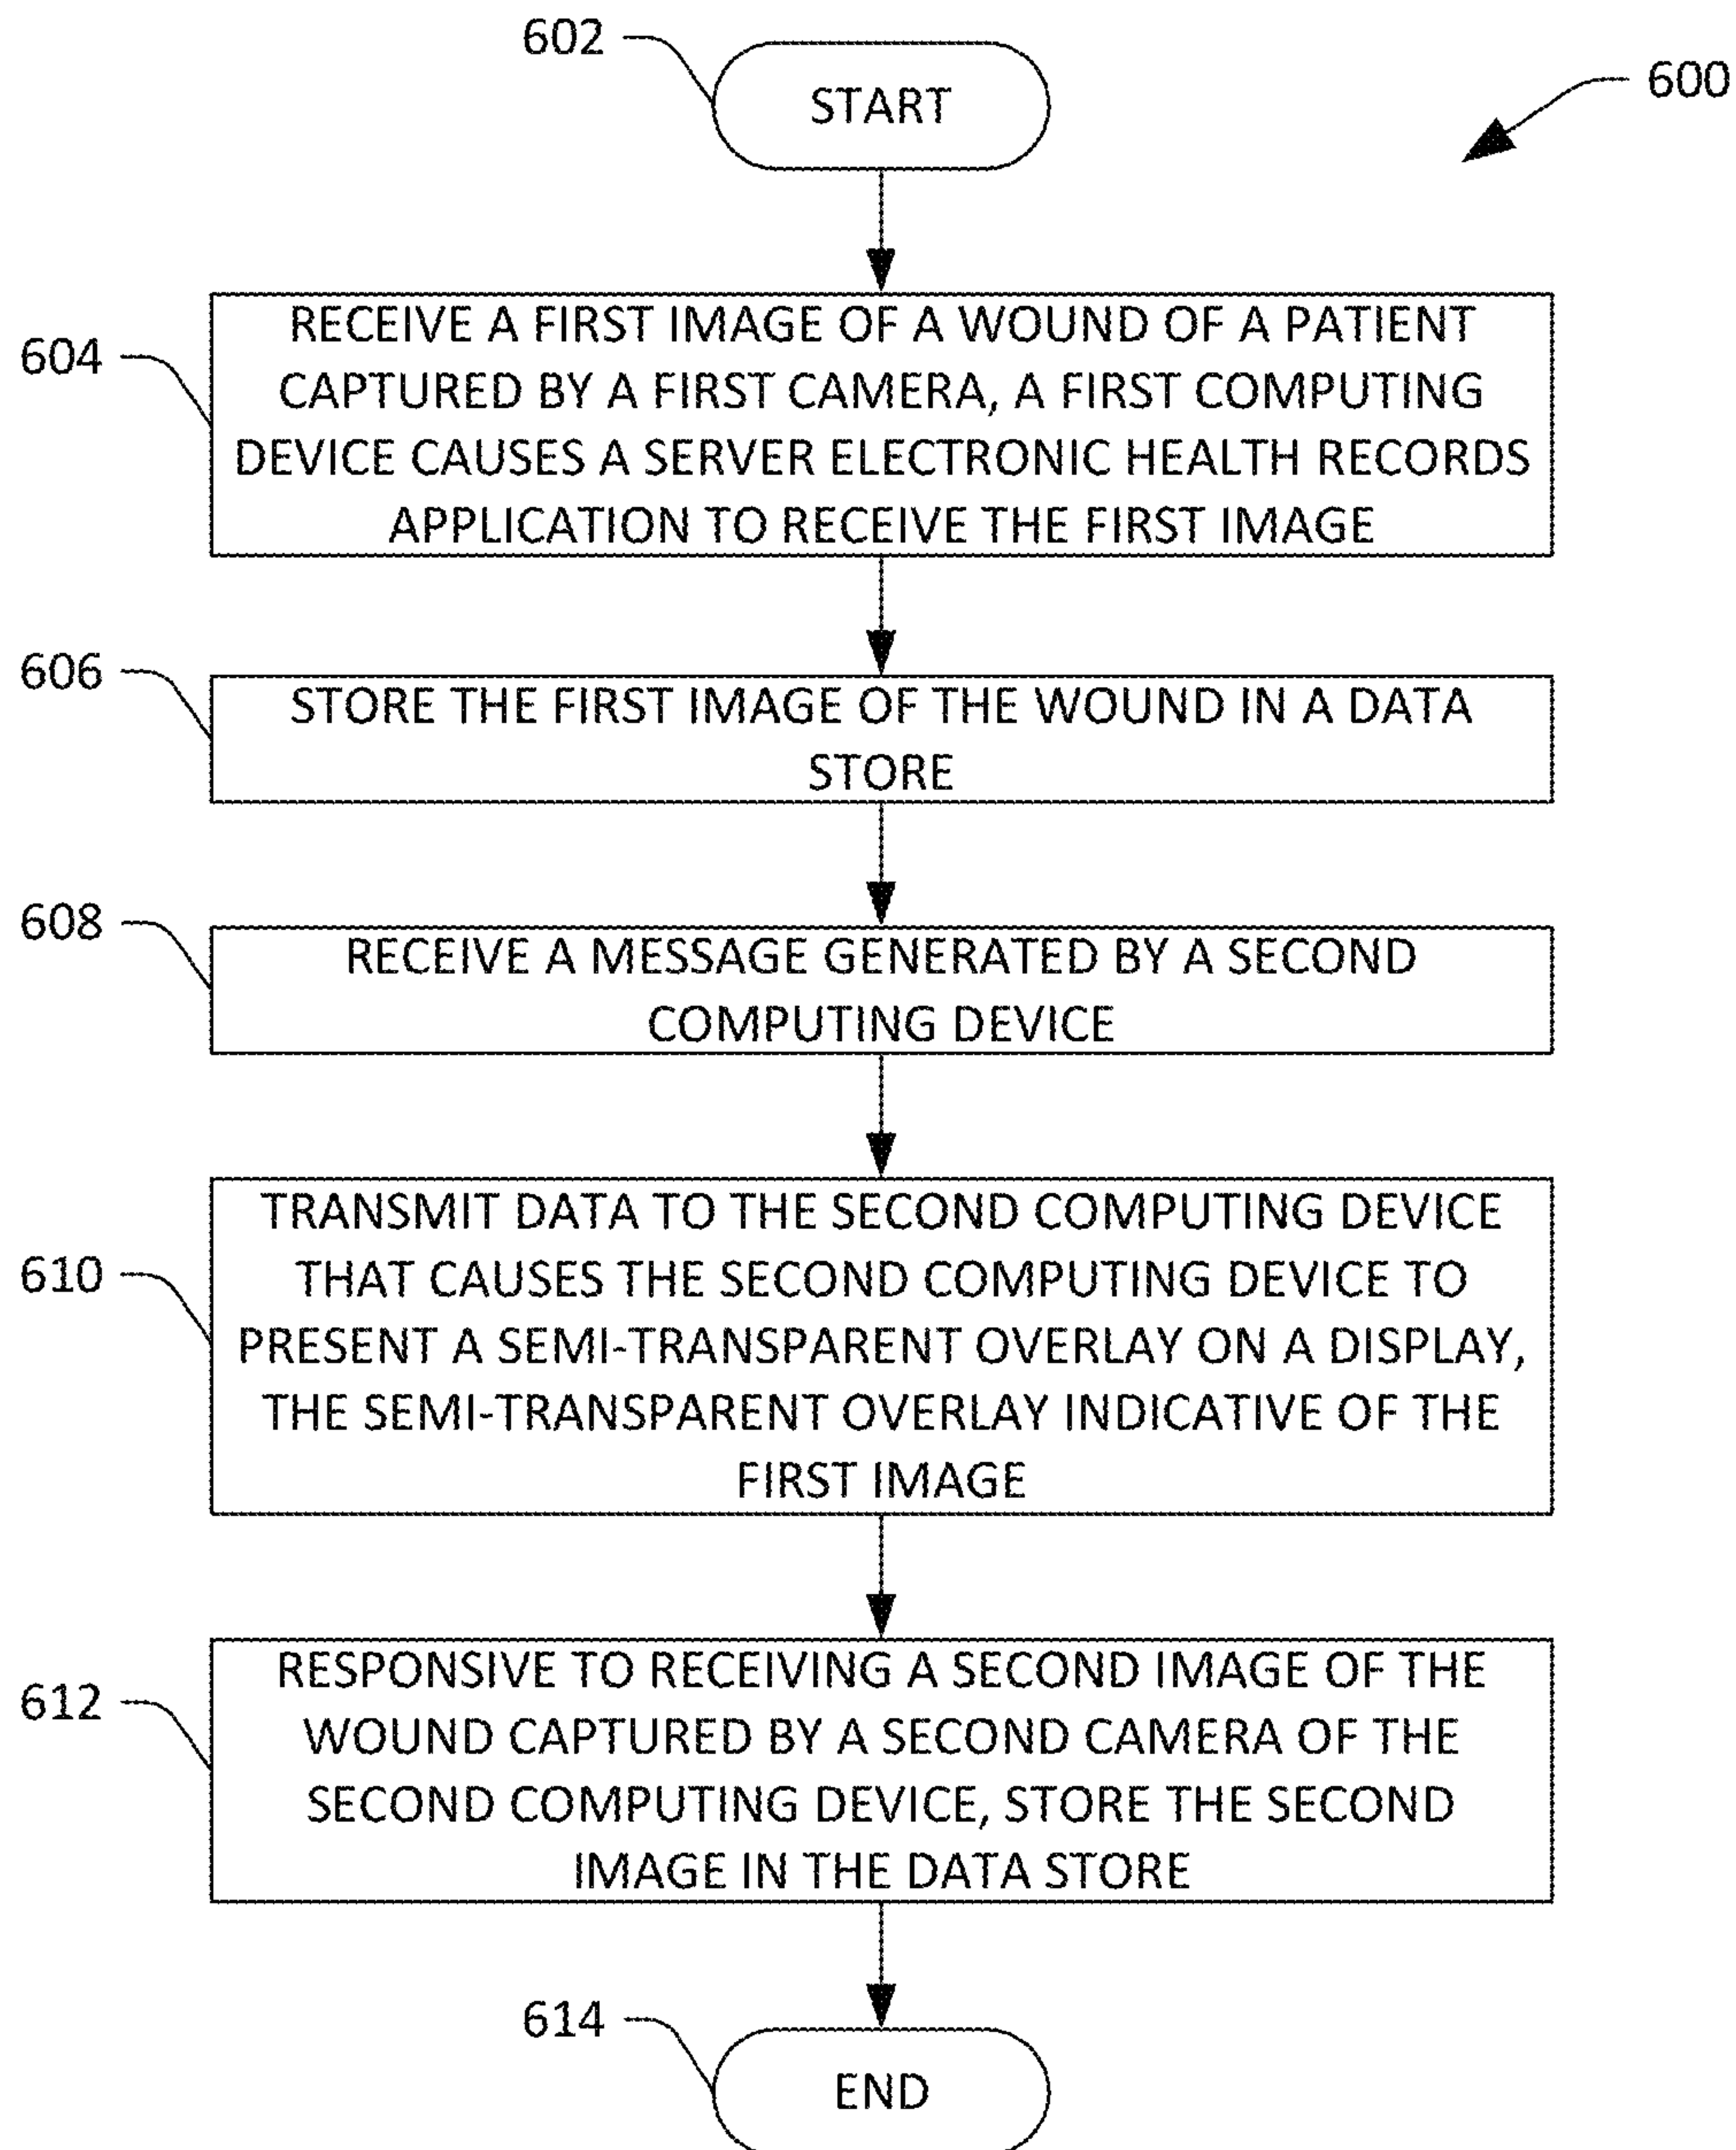 602
START
600
604
RECEIVE A FIRST IMAGE OF A WOUND OF A PATIENT
CAPTURED BY A FIRST CAMERA, A FIRST COMPUTING
DEVICE CAUSES A SERVER ELECTRONIC HEALTH RECORDS
APPLICATION TO RECEIVE THE FIRST IMAGE
606
STORE THE FIRST IMAGE OF THE WOUND IN A DATA
STORE
608
RECEIVE A MESSAGE GENERATED BY A SECOND
COMPUTING DEVICE
610
TRANSMIT DATA TO THE SECOND COMPUTING DEVICE
THAT CAUSES THE SECOND COMPUTING DEVICE TO
PRESENT A SEMI-TRANSPARENT OVERLAY ON A DISPLAY,
THE SEMI-TRANSPARENT OVERLAY INDICATIVE OF THE
FIRST IMAGE
612
RESPONSIVE TO RECEIVING A SECOND IMAGE OF THE
WOUND CAPTURED BY A SECOND CAMERA OF THE
SECOND COMPUTING DEVICE, STORE THE SECOND
IMAGE IN THE DATA STORE
614
END